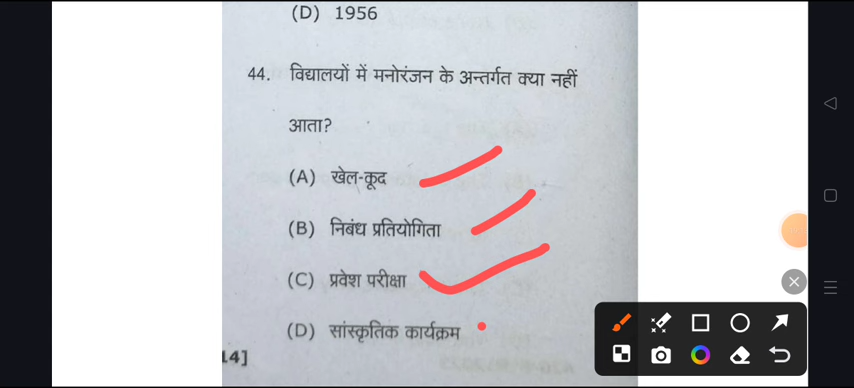 (D) 1956
44. विद्यालयों में मनोरंजन के अन्तर्गत क्या नहीं
आता?
(A) खेल-कूद
(B) निबंध प्रतियोगिता
(C) प्रवेश परीक्षा
(D) सांस्कृतिक कार्यक्रम
14]